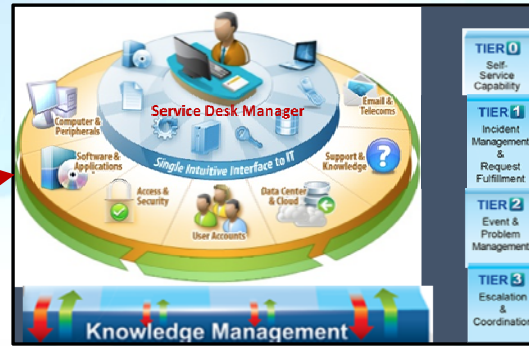 Service Desk Manager
Email &
Telecoms
Computer &
Peripherals
Single Intuitive Interface to IT
Software &
Applications
Support &
Knowledge
Access &
Security
Data Center
& Cloud
User Accounts
Knowledge Management
TIER 0
Self-
Service
Capability
TIER 1
Incident
Management
&
Request
Fulfillment
TIER 2
Event &
Problem
Management
TIER 3
Escalation
&
Coordination